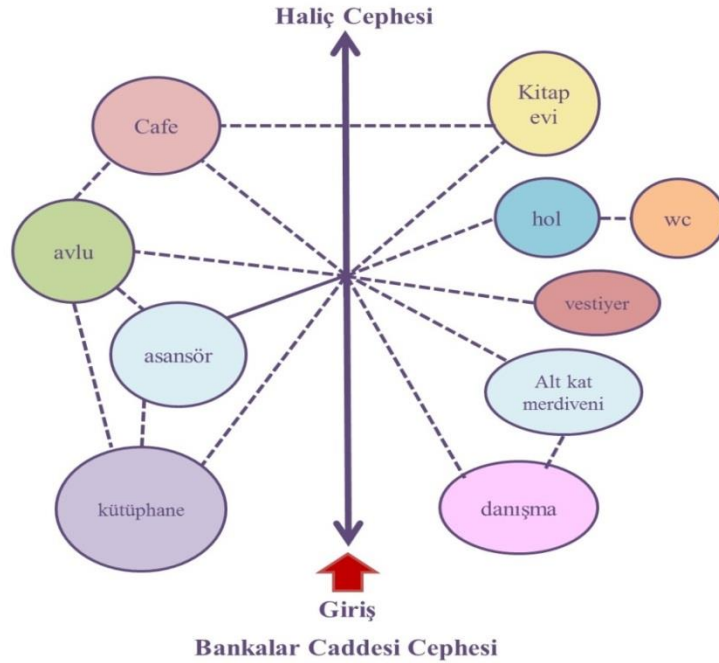 Haliç Cephesi
Cafe
Kitap
evi
avlu
hol
wc
vestiyer
asansör
Alt kat
merdiveni
kütüphane
danışma
Giriş
Bankalar Caddesi Cephesi